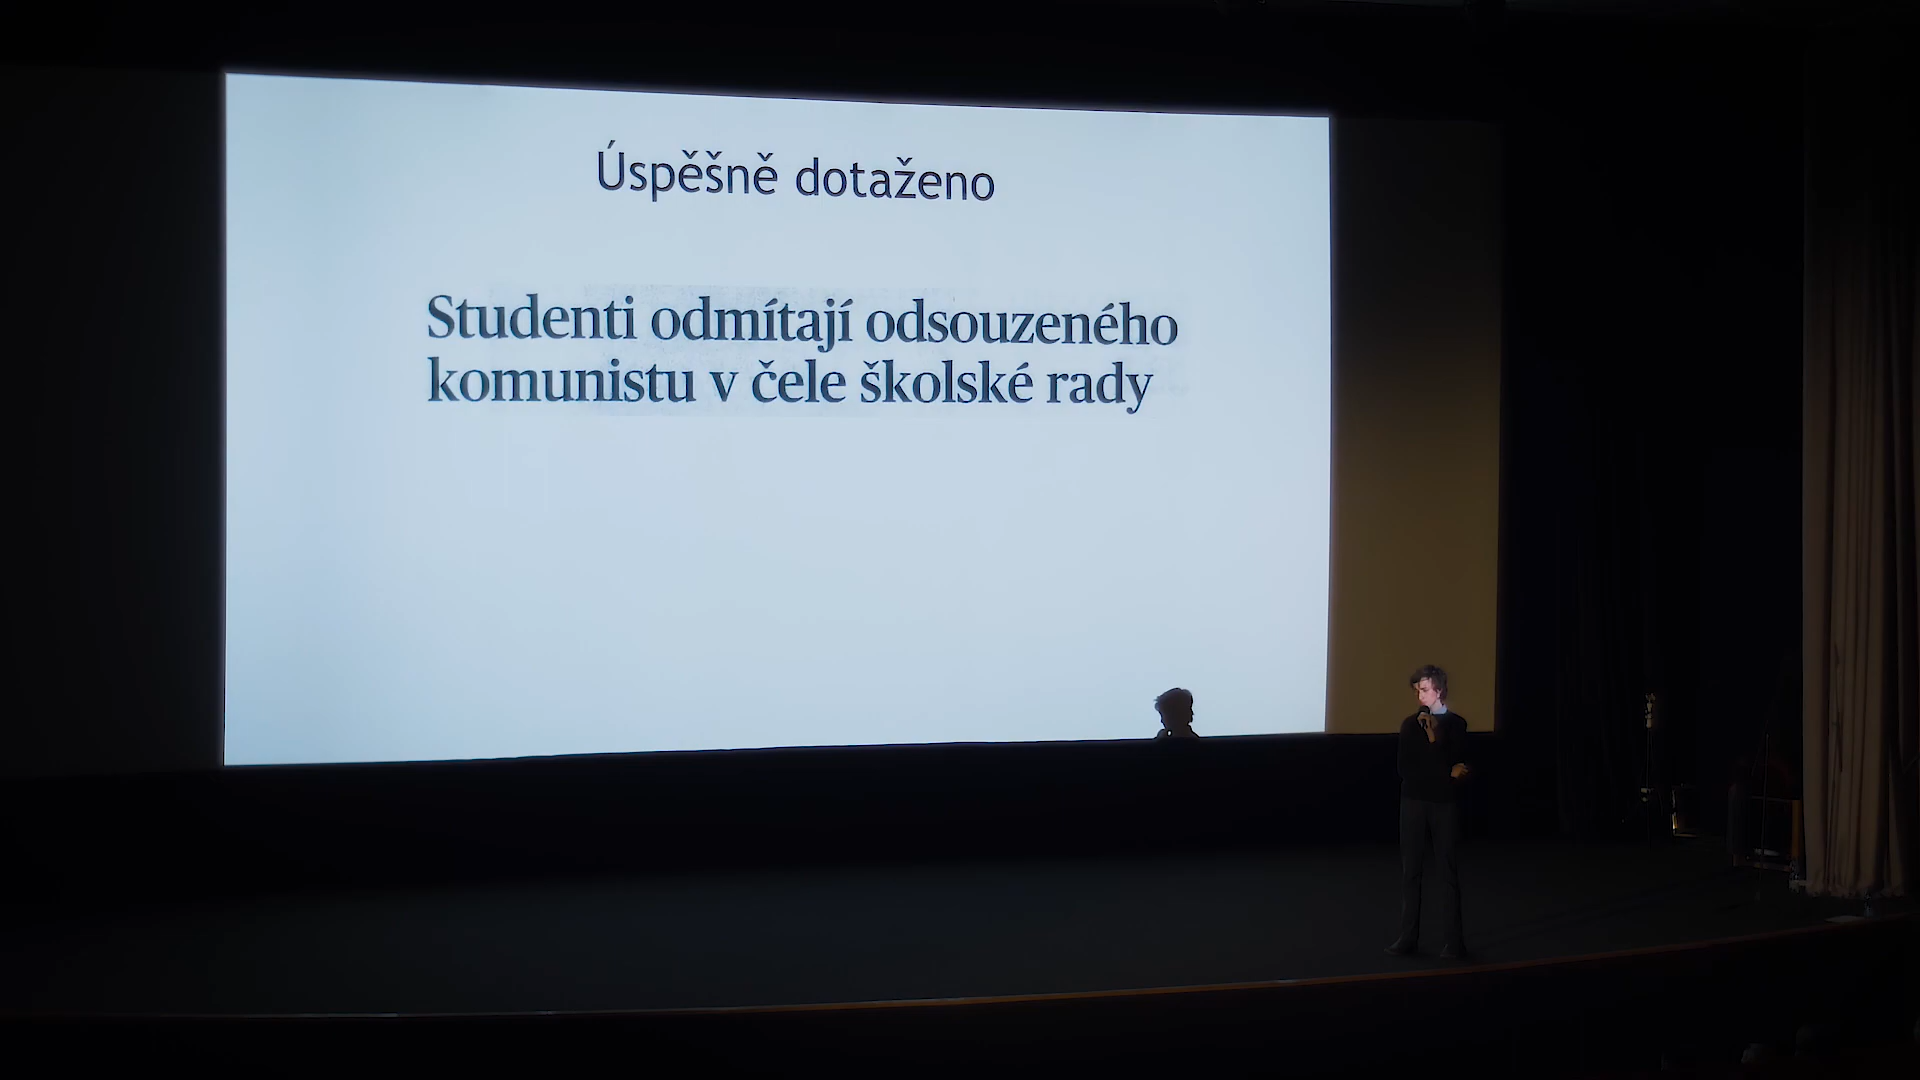 Úspěšně dotaženo
Studenti odmítají odsouzeného
komunistu v čele školské rady